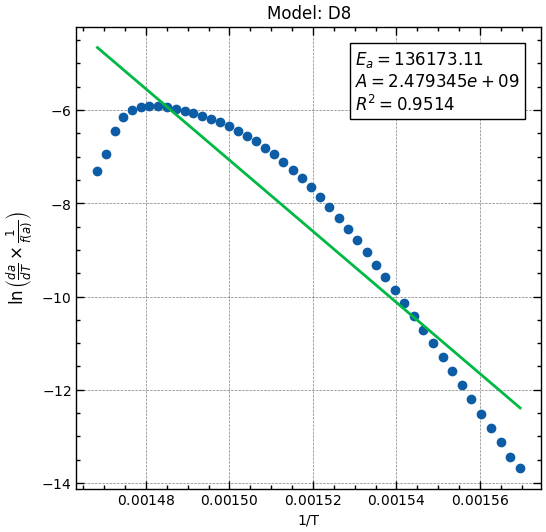 Model: D8
E_a = 136173.11
A = 2.479345e + 09
R^2 = 0.9514
ln(da/dT × 1/f(a))
−6
−8
−10
−12
−14
0.00148 0.00150 0.00152 0.00154 0.00156
1/T